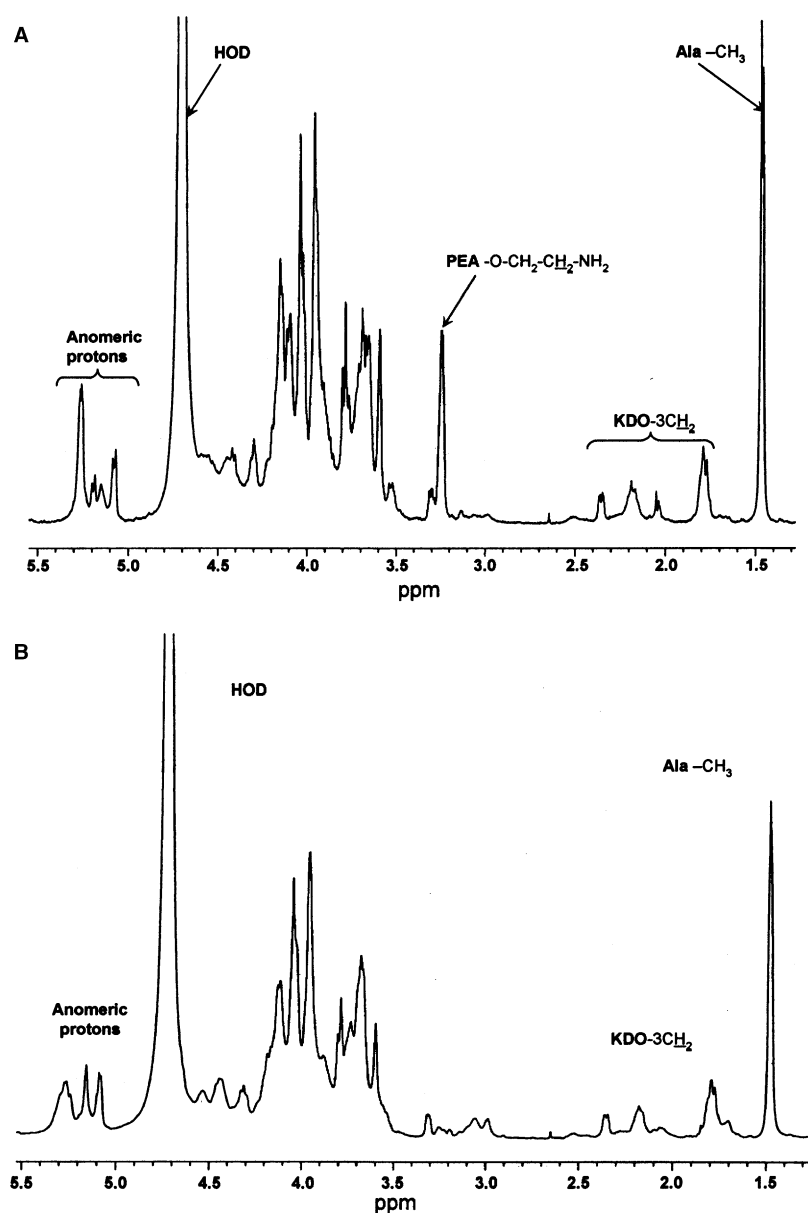 A
HOD
Ala –CH3
PEA -O-CH2-CH2-NH2
Anomeric
protons
KDO-3CH2
5.5 5.0 4.5 4.0 3.5 3.0 2.5 2.0 1.5
ppm
B
HOD
Ala –CH3
Anomeric
protons
KDO-3CH2
5.5 5.0 4.5 4.0 3.5 3.0 2.5 2.0 1.5
ppm